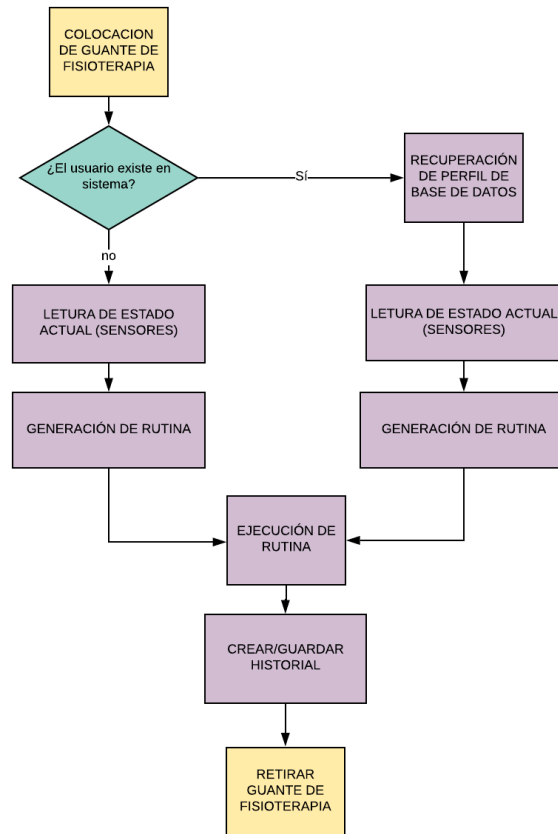 COLOCACION
DE GUANTE DE
FISIOTERAPIA
¿El usuario existe en
sistema?
Sí
RECUPERACIÓN
DE PERFIL DE
BASE DE DATOS
no
LETURA DE ESTADO
ACTUAL (SENSORES)
LETURA DE ESTADO ACTUAL
(SENSORES)
GENERACIÓN DE RUTINA
GENERACIÓN DE RUTINA
EJECUCIÓN DE
RUTINA
CREAR/GUARDAR
HISTORIAL
RETIRAR
GUANTE DE
FISIOTERAPIA